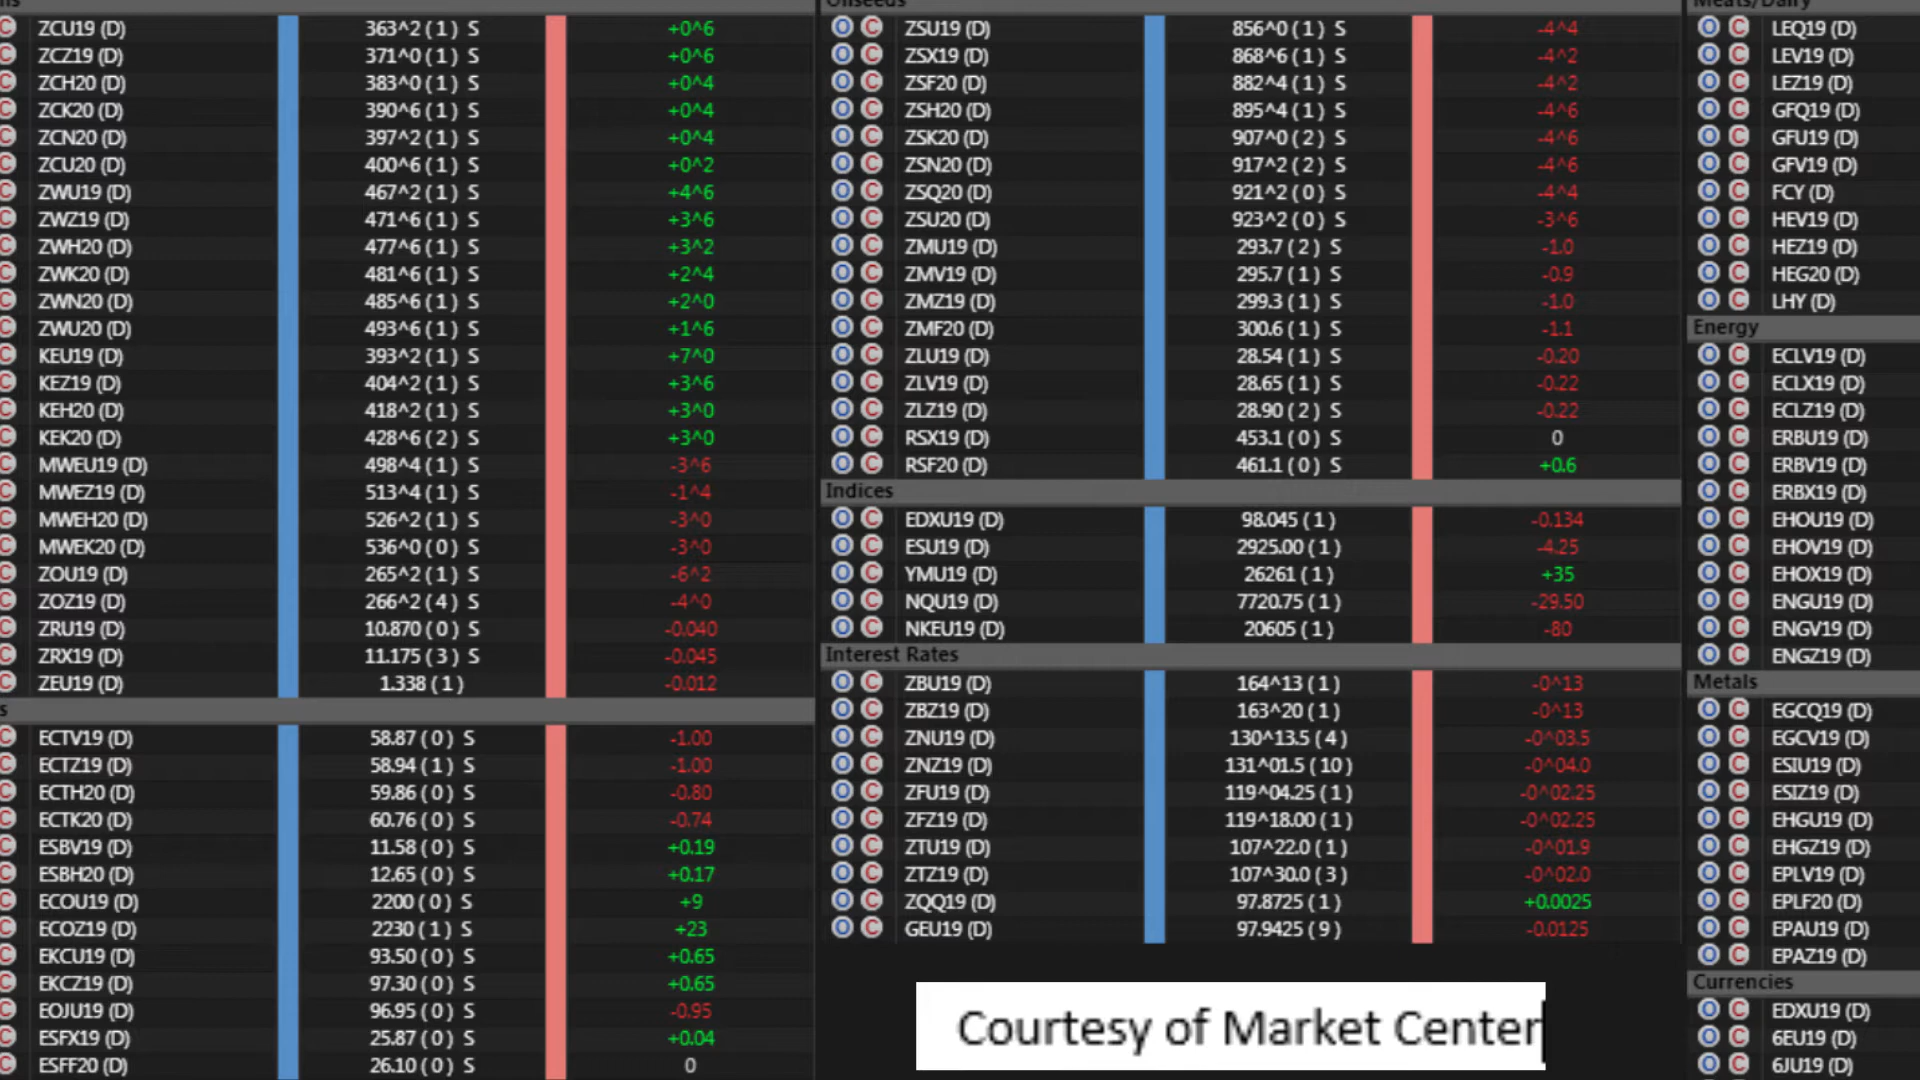 ZCU19 (D) 363^2 ( 1 ) S +0^6
ZCZ19 (D) 371^0 ( 1 ) S +0^6
ZCH20 (D) 383^0 ( 1 ) S +0^4
ZCK20 (D) 390^6 ( 1 ) S +0^4
ZCN20 (D) 397^2 ( 1 ) S +0^4
ZCU20 (D) 400^6 ( 1 ) S +0^2
ZWU19 (D) 467^2 ( 1 ) S +4^6
ZWZ19 (D) 471^6 ( 1 ) S +3^6
ZWH20 (D) 477^6 ( 1 ) S +3^2
ZWK20 (D) 481^6 ( 1 ) S +2^4
ZWN20 (D) 485^6 ( 1 ) S +2^0
ZWU20 (D) 493^6 ( 1 ) S +1^6
KEU19 (D) 393^2 ( 1 ) S +7^0
KEZ19 (D) 404^2 ( 1 ) S +3^6
KEH20 (D) 418^2 ( 1 ) S +3^0
KEK20 (D) 428^6 ( 2 ) S +3^0
MWEU19 (D) 498^4 ( 1 ) S -3^6
MWEZ19 (D) 513^4 ( 1 ) S -1^4
MWEH20 (D) 526^2 ( 1 ) S -3^0
MWEK20 (D) 536^0 ( 0 ) S -3^0
ZOU19 (D) 265^2 ( 1 ) S -6^2
ZOZ19 (D) 266^2 ( 4 ) S -4^0
ZRU19 (D) 10.870 ( 0 ) S -0.040
ZRX19 (D) 11.175 ( 3 ) S -0.045
ZEU19 (D) 1.338 ( 1 ) -0.012
ECTV19 (D) 58.87 ( 0 ) S -1.00
ECTZ19 (D) 58.94 ( 1 ) S -1.00
ECTH20 (D) 59.86 ( 0 ) S -0.80
ECTK20 (D) 60.76 ( 0 ) S -0.74
ESBV19 (D) 11.58 ( 0 ) S +0.19
ESBH20 (D) 12.65 ( 0 ) S +0.17
ECOU19 (D) 2200 ( 0 ) S +9
ECOZ19 (D) 2230 ( 1 ) S +23
EKCU19 (D) 93.50 ( 0 ) S +0.65
EKCZ19 (D) 97.30 ( 0 ) S +0.65
EOJU19 (D) 96.95 ( 0 ) S -0.95
ESFX19 (D) 25.87 ( 0 ) S +0.04
ESFF20 (D) 26.10 ( 0 ) S 0
Oilseeds
O C ZSU19 (D) 856^0 ( 1 ) S -4^4
O C ZSX19 (D) 868^6 ( 1 ) S -4^2
O C ZSF20 (D) 882^4 ( 1 ) S -4^2
O C ZSH20 (D) 895^4 ( 1 ) S -4^6
O C ZSK20 (D) 907^0 ( 2 ) S -4^6
O C ZSN20 (D) 917^2 ( 2 ) S -4^6
O C ZSQ20 (D) 921^2 ( 0 ) S -4^4
O C ZSU20 (D) 923^2 ( 0 ) S -3^6
O C ZMU19 (D) 293.7 ( 2 ) S -1.0
O C ZMV19 (D) 295.7 ( 1 ) S -0.9
O C ZMZ19 (D) 299.3 ( 1 ) S -1.0
O C ZMF20 (D) 300.6 ( 1 ) S -1.1
O C ZLU19 (D) 28.54 ( 1 ) S -0.20
O C ZLV19 (D) 28.65 ( 1 ) S -0.22
O C ZLZ19 (D) 28.90 ( 2 ) S -0.22
O C RSX19 (D) 453.1 ( 0 ) S 0
O C RSF20 (D) 461.1 ( 0 ) S +0.6
Indices
O C EDXU19 (D) 98.045 ( 1 ) -0.134
O C ESU19 (D) 2925.00 ( 1 ) -4.25
O C YMU19 (D) 26261 ( 1 ) +35
O C NQU19 (D) 7720.75 ( 1 ) -29.50
O C NKEU19 (D) 20605 ( 1 ) -80
Interest Rates
O C ZBU19 (D) 164^13 ( 1 ) -0^13
O C ZBZ19 (D) 163^20 ( 1 ) -0^13
O C ZNU19 (D) 130^13.5 ( 4 ) -0^03.5
O C ZNZ19 (D) 131^01.5 ( 10 ) -0^04.0
O C ZFU19 (D) 119^04.25 ( 1 ) -0^02.25
O C ZFZ19 (D) 119^18.00 ( 1 ) -0^02.25
O C ZTU19 (D) 107^22.0 ( 1 ) -0^01.9
O C ZTZ19 (D) 107^30.0 ( 3 ) -0^02.0
O C ZQQ19 (D) 97.8725 ( 1 ) +0.0025
O C GEU19 (D) 97.9425 ( 9 ) -0.0125
Courtesy of Market Center
Meats/Dairy
O C LEQ19 (D)
O C LEV19 (D)
O C LEZ19 (D)
O C GFQ19 (D)
O C GFU19 (D)
O C GFV19 (D)
O C FCY (D)
O C HEV19 (D)
O C HEZ19 (D)
O C HEG20 (D)
O C LHY (D)
Energy
O C ECLV19 (D)
O C ECLX19 (D)
O C ECLZ19 (D)
O C ERBU19 (D)
O C ERBV19 (D)
O C ERBX19 (D)
O C EHOU19 (D)
O C EHOV19 (D)
O C EHOX19 (D)
O C ENGU19 (D)
O C ENGV19 (D)
O C ENGZ19 (D)
Metals
O C EGCQ19 (D)
O C EGCV19 (D)
O C ESIU19 (D)
O C ESIZ19 (D)
O C EHGU19 (D)
O C EHGZ19 (D)
O C EPLV19 (D)
O C EPLF20 (D)
O C EPAU19 (D)
O C EPAZ19 (D)
Currencies
O C EDXU19 (D)
O C 6EU19 (D)
O C 6JU19 (D)